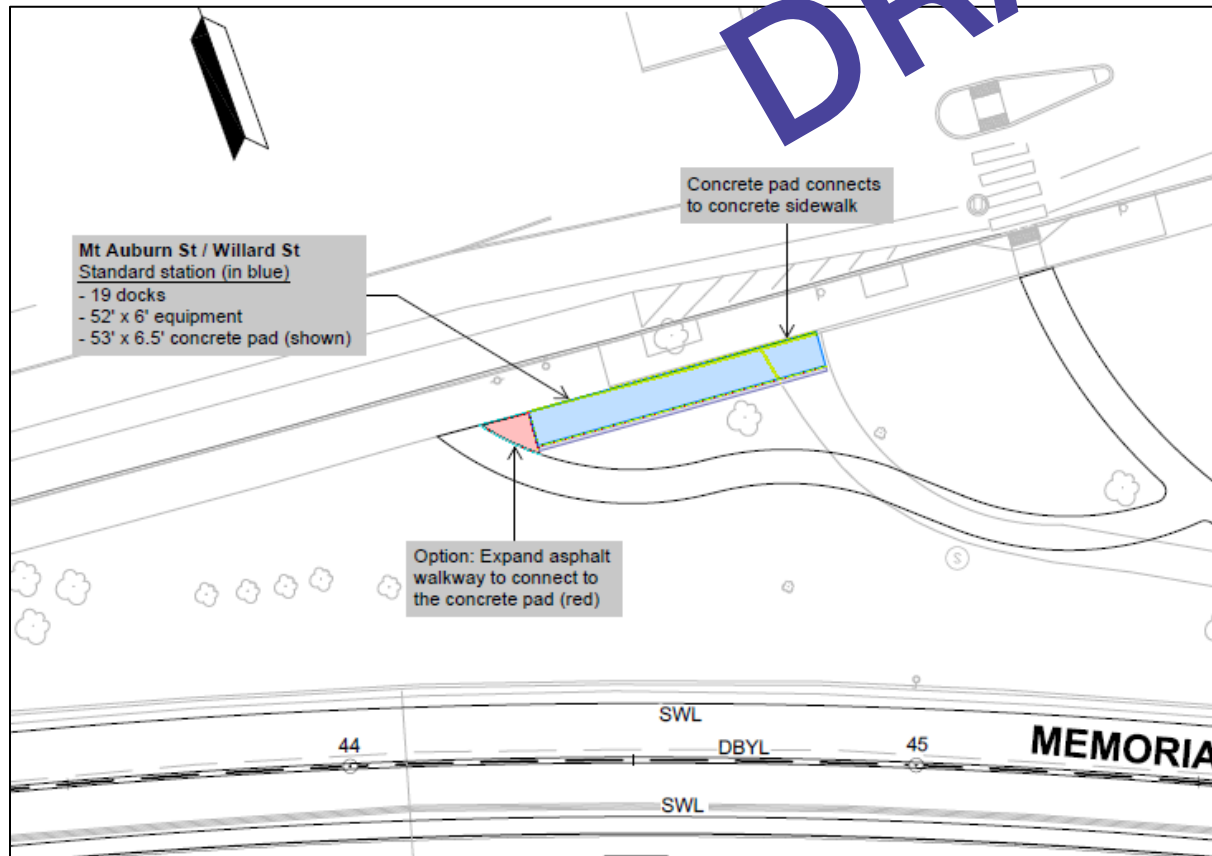 DRA
Concrete pad connects
to concrete sidewalk
Mt Auburn St / Willard St
Standard station (in blue)
- 19 docks
- 52' x 6' equipment
- 53' x 6.5' concrete pad (shown)
Option: Expand asphalt
walkway to connect to
the concrete pad (red)
S
SWL
44
DBYL
45
MEMORIA
SWL